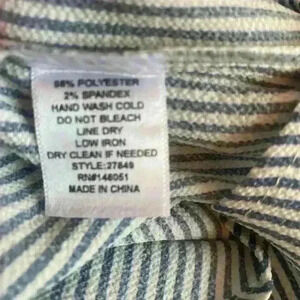 98% POLYESTER
2% SPANDEX
HAND WASH COLD
DO NOT BLEACH
LINE DRY
LOW IRON
DRY CLEAN IF NEEDED
STYLE:27849
RN#146051
MADE IN CHINA